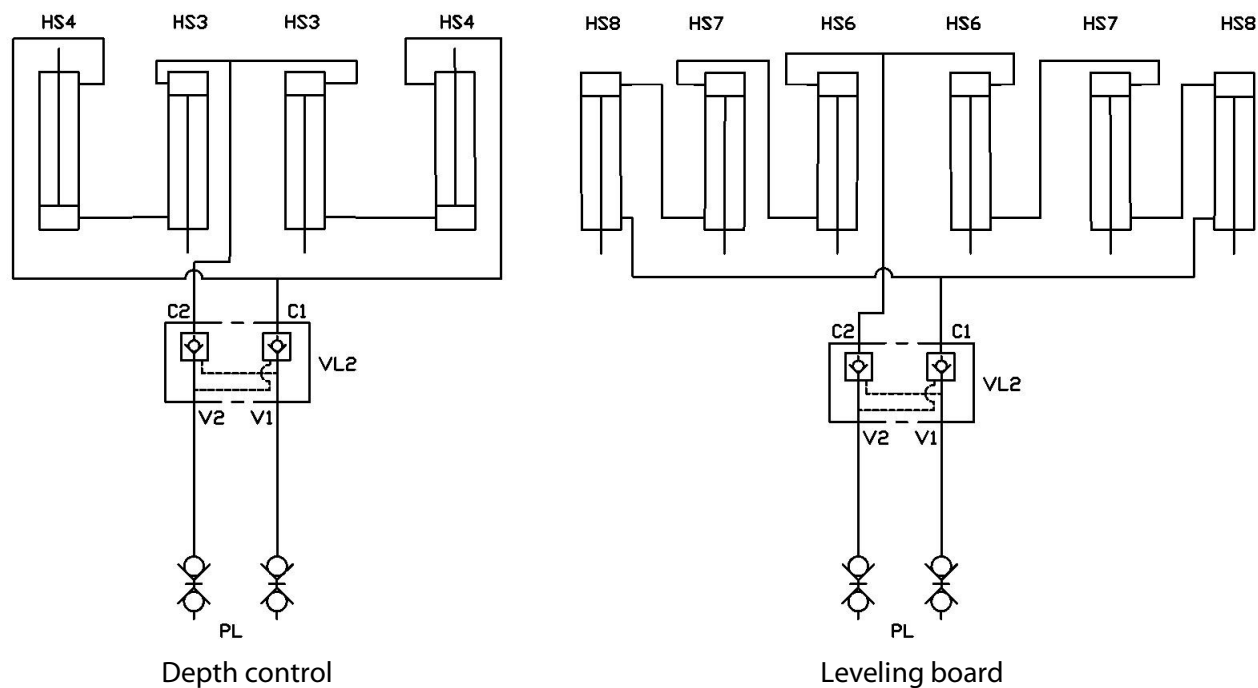 HS4 HS3 HS3 HS4
C2 C1
VL2
V2 V1
PL
Depth control
HS8 HS7 HS6 HS6 HS7 HS8
C2 C1
VL2
V2 V1
PL
Leveling board